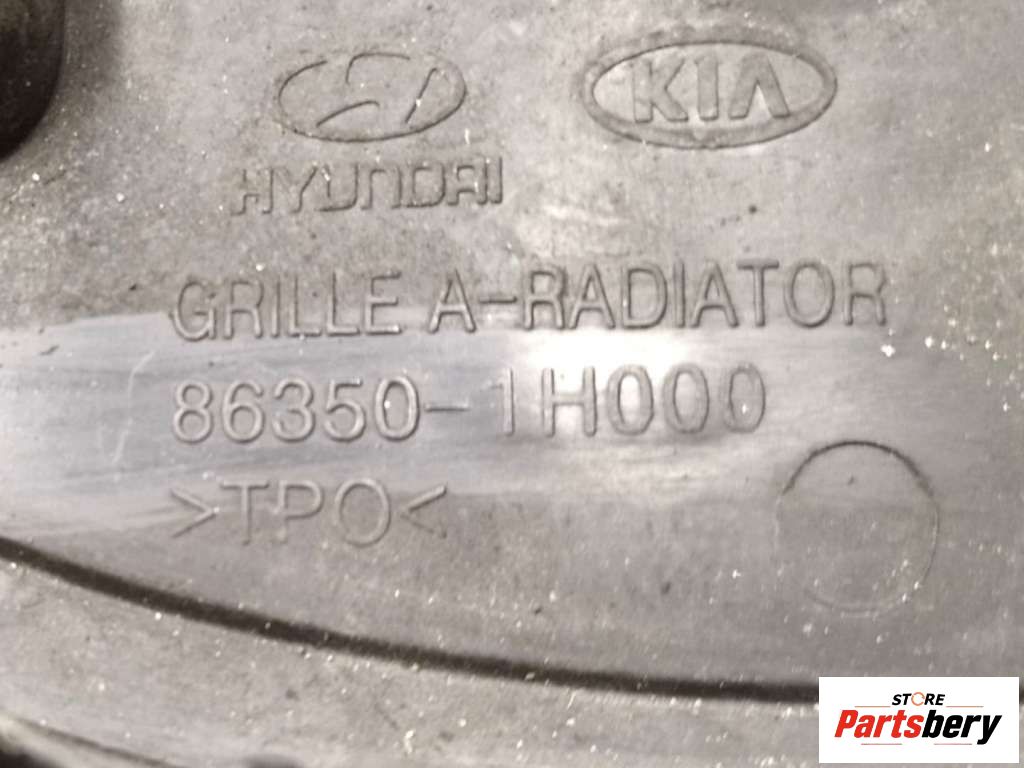 KIA
HYUNDAI
GRILLE A-RADIATOR
86350-1H000
>TPO<
STORE
Partsbery